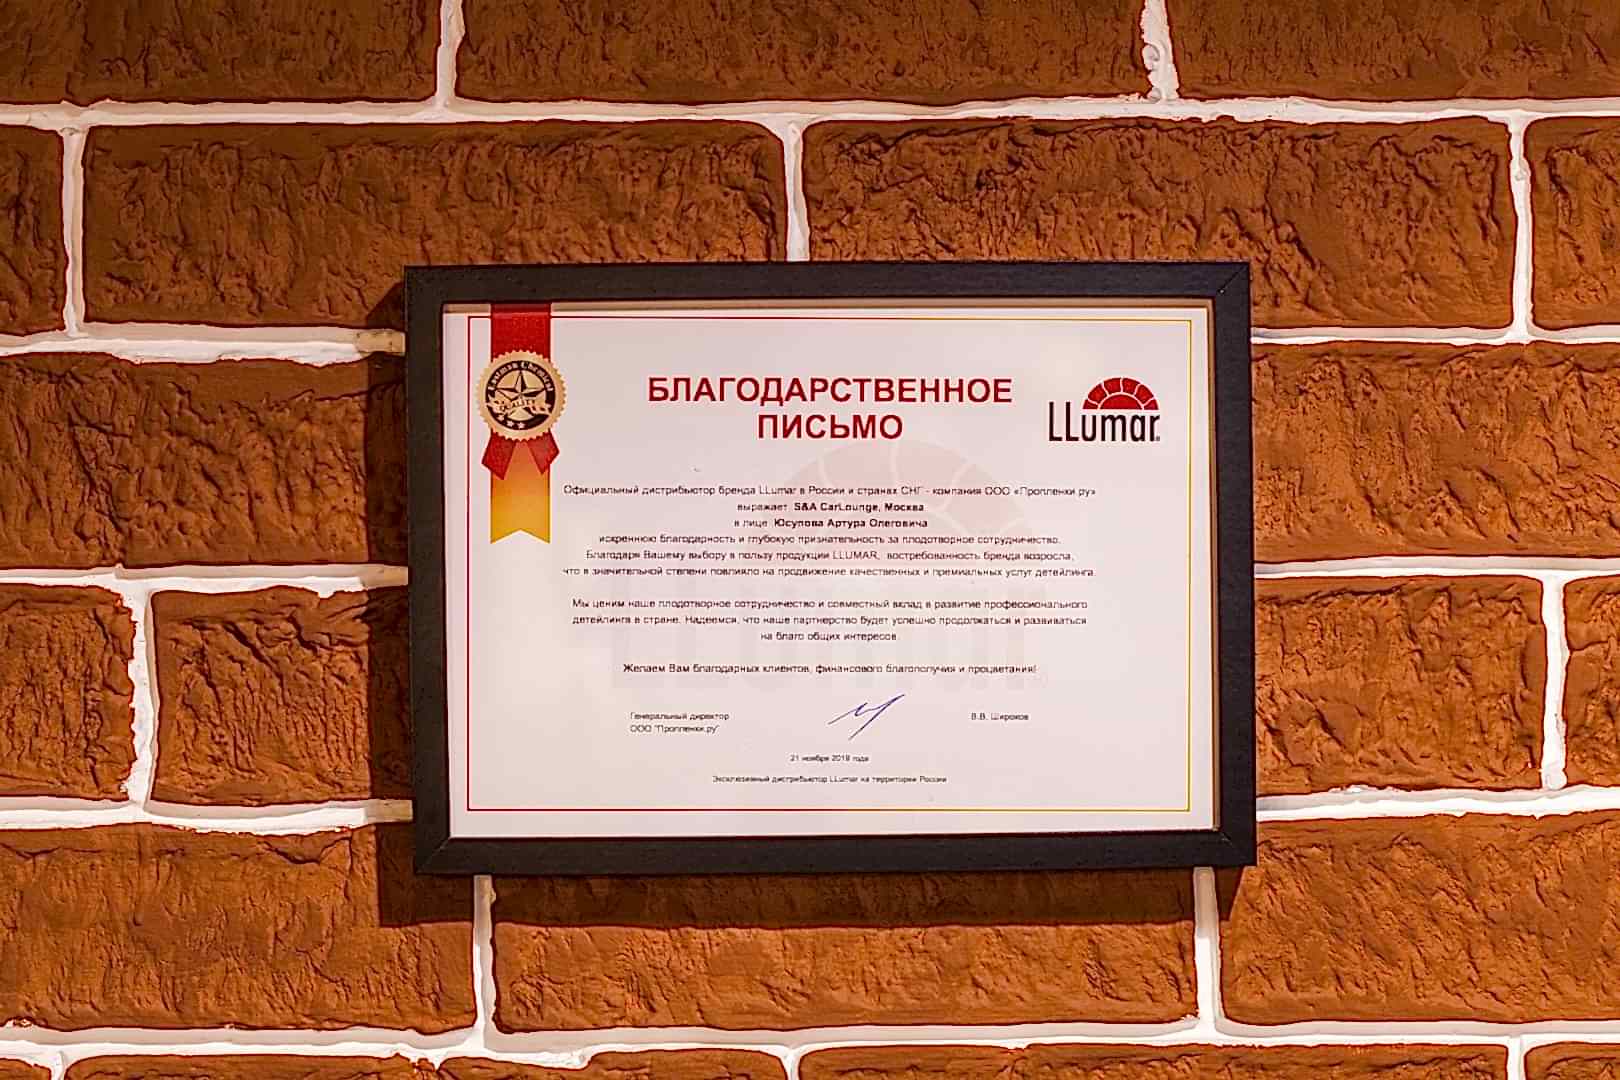 Eastman Chemical
QUALITY
БЛАГОДАРСТВЕННОЕ
ПИСЬМО
LLumar
Официальный дистрибьютор бренда LLumar в России и странах СНГ - компания ООО «Пропленки.ру»
выражает S&A CarLounge, Москва
в лице Юсупова Артура Олеговича
искреннюю благодарность и глубокую признательность за плодотворное сотрудничество.
Благодаря Вашему выбору в пользу продукции LLUMAR, востребованность бренда возросла,
что в значительной степени повлияло на продвижение качественных и премиальных услуг детейлинга.
Мы ценим наше плодотворное сотрудничество и совместный вклад в развитие профессионального
детейлинга в стране. Надеемся, что наше партнерство будет успешно продолжаться и развиваться
на благо общих интересов.
Желаем Вам благодарных клиентов, финансового благополучия и процветания!
Генеральный директор
ООО "Пропленки.ру"
В.В. Широков
21 ноября 2018 года
Эксклюзивный дистрибьютор LLumar на территории России